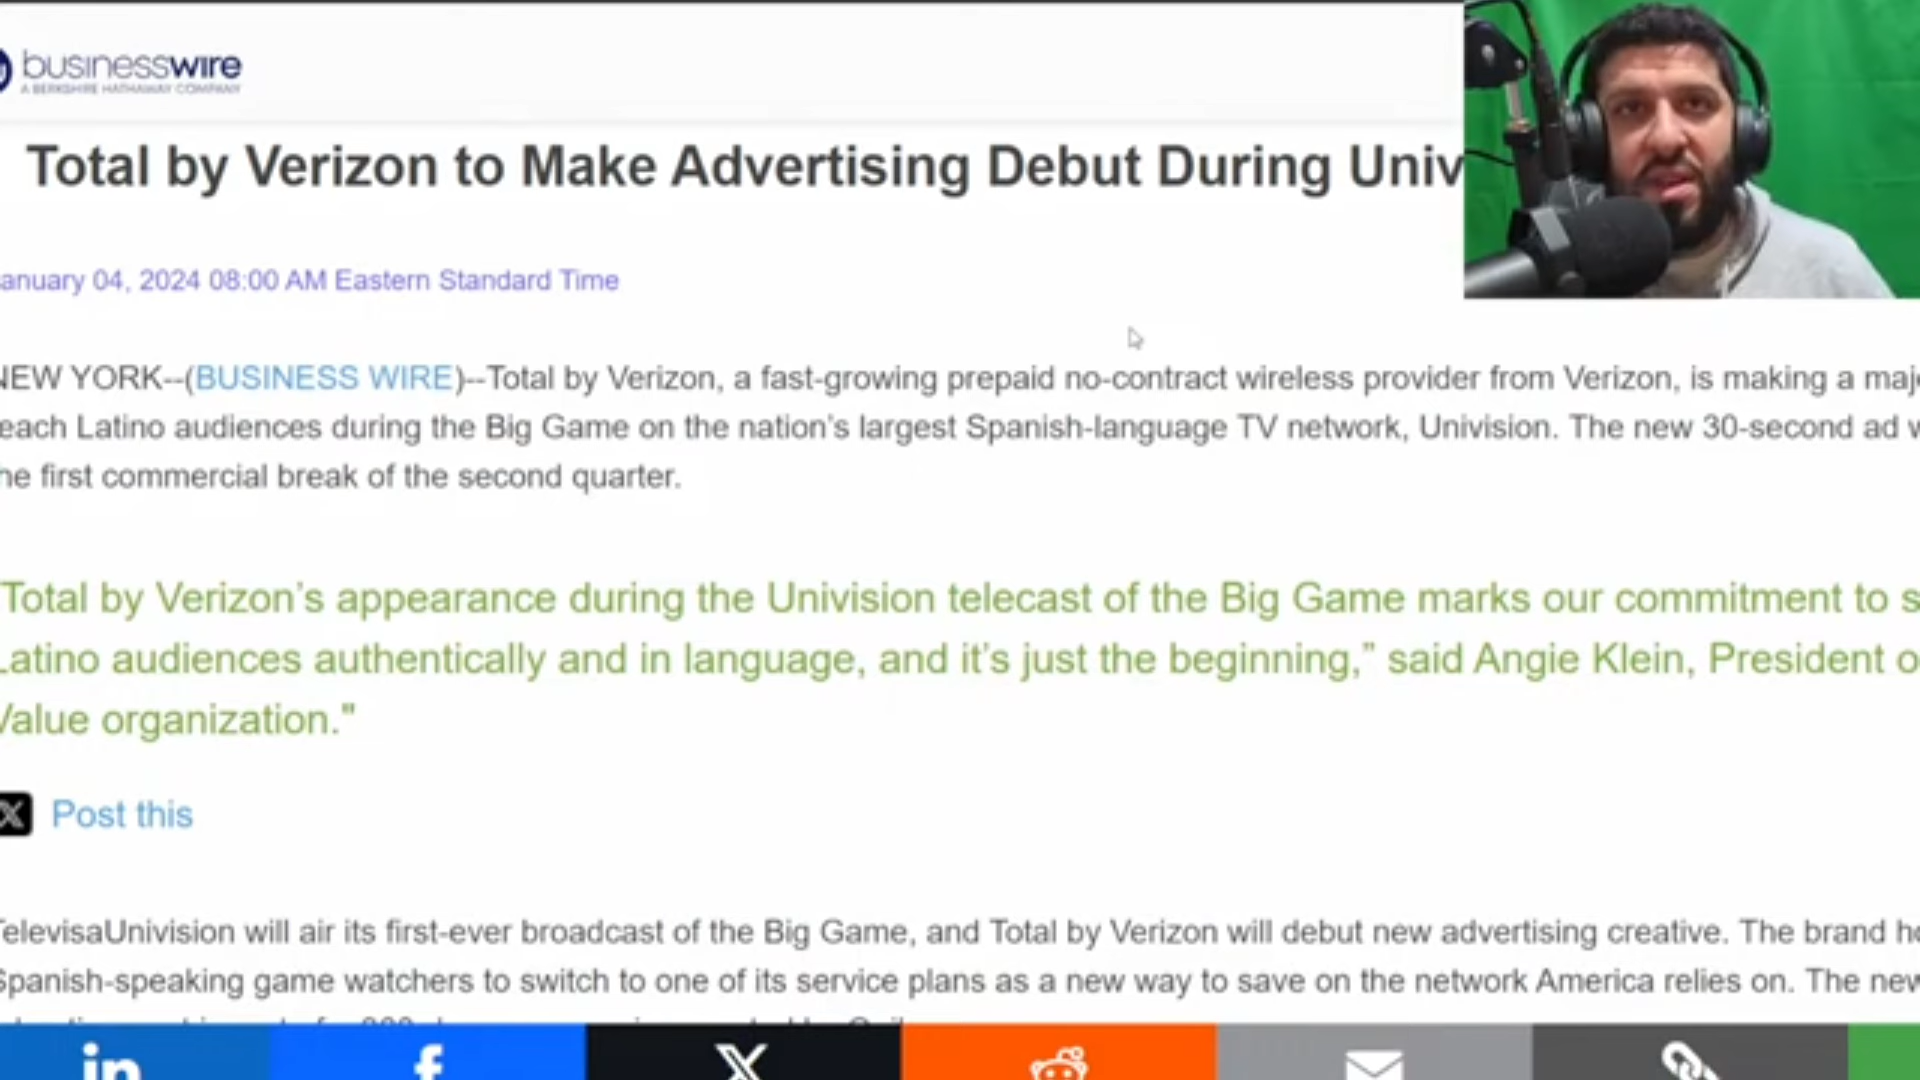 businesswire
A BERKSHIRE HATHAWAY COMPANY
Total by Verizon to Make Advertising Debut During Univ
anuary 04, 2024 08:00 AM Eastern Standard Time
NEW YORK--(BUSINESS WIRE)--Total by Verizon, a fast-growing prepaid no-contract wireless provider from Verizon, is making a maj
each Latino audiences during the Big Game on the nation’s largest Spanish-language TV network, Univision. The new 30-second ad w
he first commercial break of the second quarter.
"Total by Verizon’s appearance during the Univision telecast of the Big Game marks our commitment to s
Latino audiences authentically and in language, and it’s just the beginning,” said Angie Klein, President o
Value organization."
X Post this
TelevisaUnivision will air its first-ever broadcast of the Big Game, and Total by Verizon will debut new advertising creative. The brand ho
Spanish-speaking game watchers to switch to one of its service plans as a new way to save on the network America relies on. The new
in f X